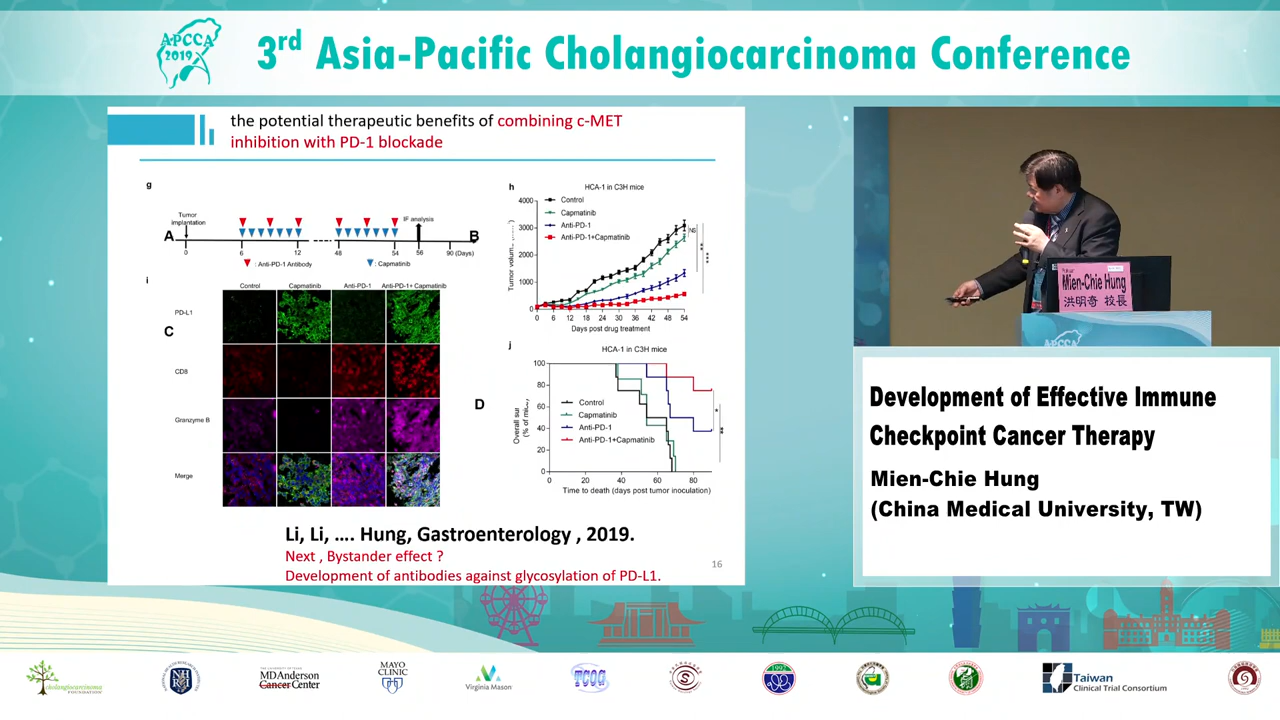 APCCA
2019
3rd Asia-Pacific Cholangiocarcinoma Conference
the potential therapeutic benefits of combining c-MET
inhibition with PD-1 blockade
g
Tumor
implantation
IF analysis
A
B
0
6
12
48
54
56
90 (Days)
: Anti-PD-1 Antibody
: Capmatinib
i
Control
Capmatinib
Anti-PD-1
Anti-PD-1+ Capmatinib
PD-L1
C
CD8
Granzyme B
Merge
h
HCA-1 in C3H mice
4000
3000
2000
1000
0
Tumor volume
Control
Capmatinib
Anti-PD-1
Anti-PD-1+Capmatinib
NS
**
***
0 6 12 18 24 30 36 42 48 54
Days post drug treatment
j
HCA-1 in C3H mice
100
80
60
40
20
0
D
Control
Capmatinib
Anti-PD-1
Anti-PD-1+Capmatinib
*
**
0 20 40 60 80
Time to death (days post tumor inoculation)
Li, Li, .... Hung, Gastroenterology , 2019.
Next , Bystander effect ?
Development of antibodies against glycosylation of PD-L1.
16
Mien-Chie Hung
洪明奇 校長
APCCA
Development of Effective Immune
Checkpoint Cancer Therapy
Mien-Chie Hung
(China Medical University, TW)
cholangiocarcinoma
FOUNDATION
NHRI
MDAnderson
Cancer Center
MAYO
CLINIC
Virginia Mason
TCOG
Taiwan
Clinical Trial Consortium